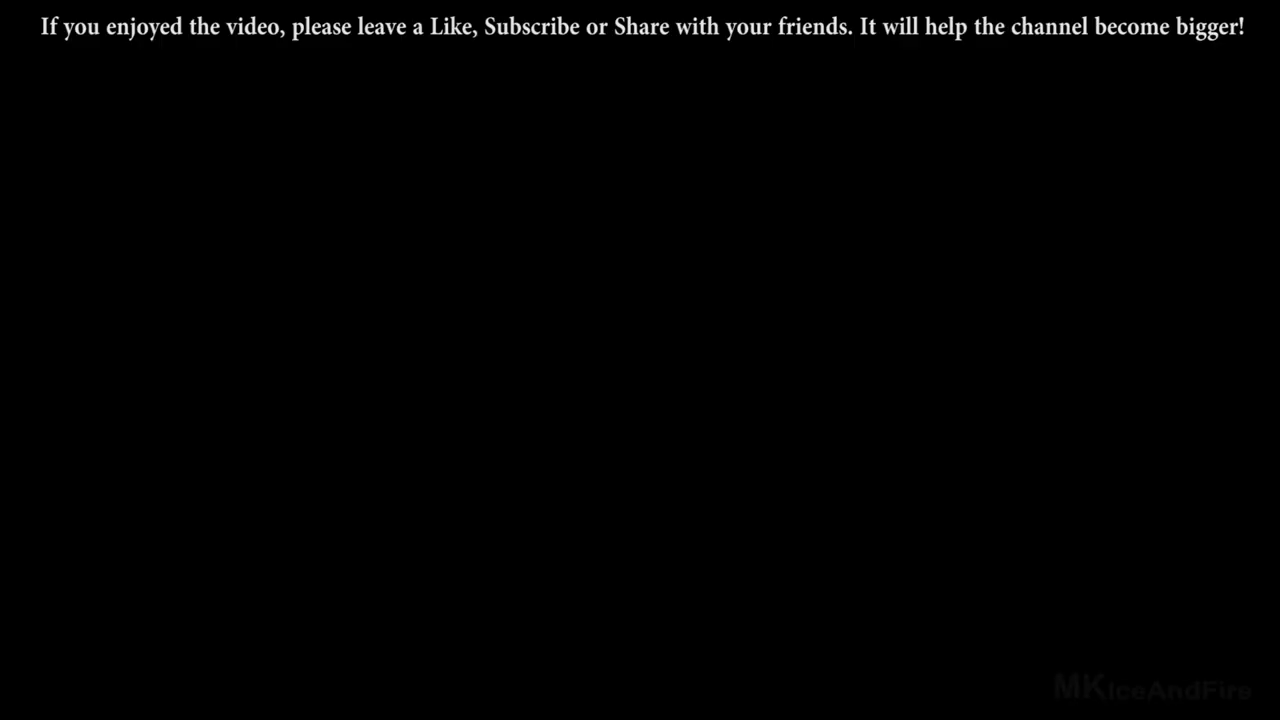 If you enjoyed the video, please leave a Like, Subscribe or Share with your friends. It will help the channel become bigger!
MKIceAndFire